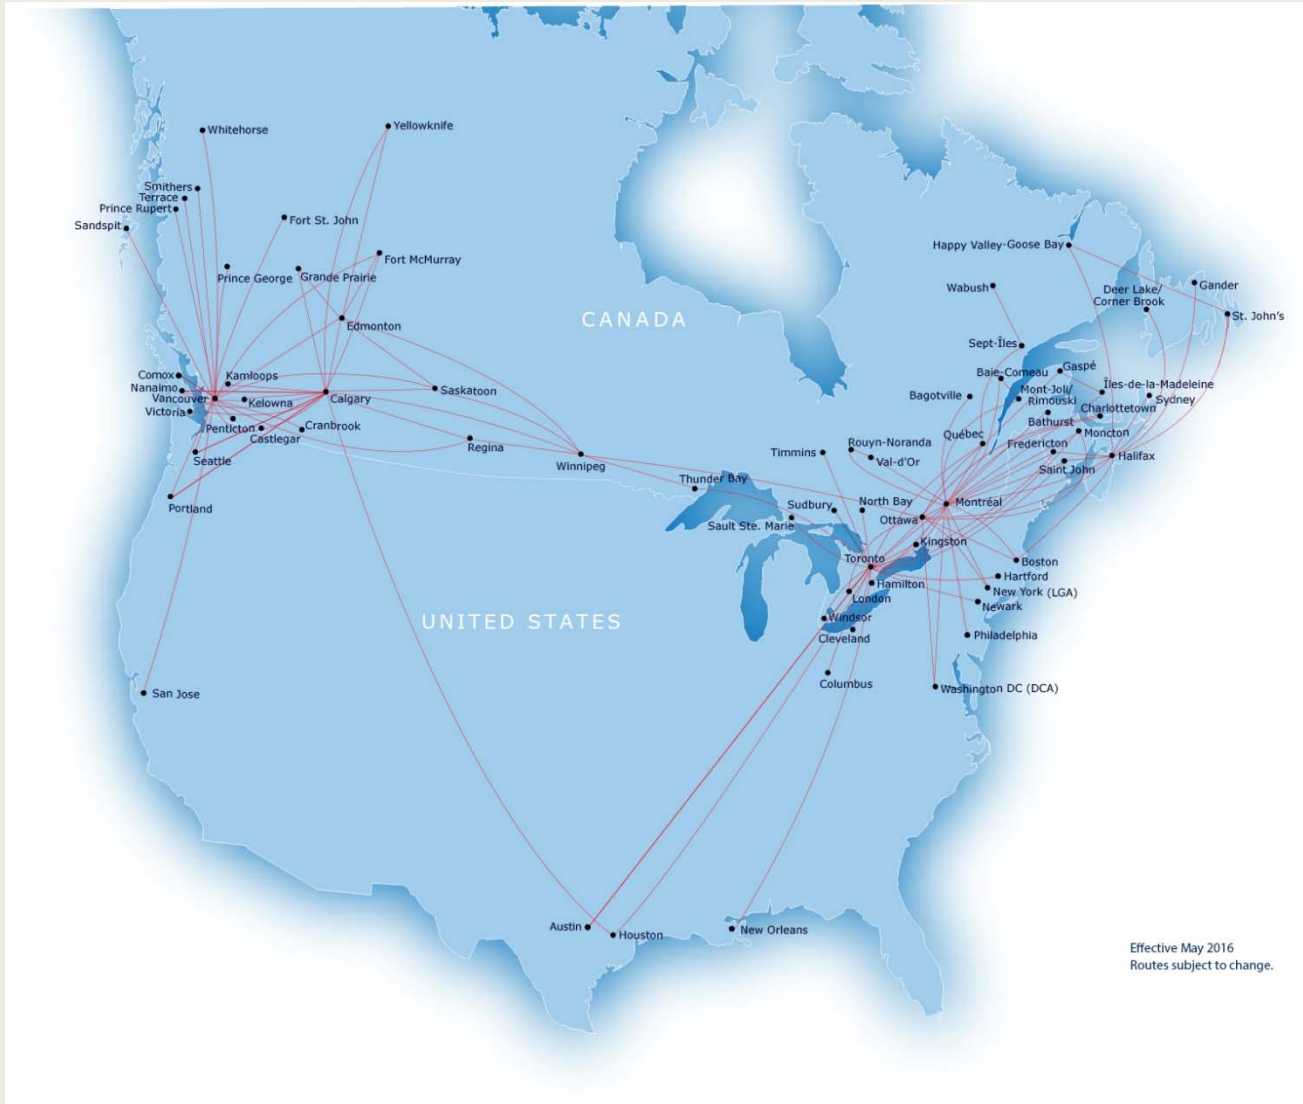 Whitehorse
Yellowknife
Smithers
Terrace
Prince Rupert
Sandspit
Fort St. John
Prince George
Grande Prairie
Fort McMurray
Edmonton
CANADA
Happy Valley-Goose Bay
Wabush
Deer Lake/
Corner Brook
Gander
St. John's
Sept-Îles
Gaspé
Baie-Comeau
Comox
Nanaimo
Vancouver
Victoria
Kamloops
Kelowna
Penticton
Castlegar
Cranbrook
Calgary
Saskatoon
Seattle
Portland
Regina
Winnipeg
Bagotville
Mont-Joli/
Rimouski
Îles-de-la-Madeleine
Sydney
Charlottetown
Bathurst
Moncton
Québec
Fredericton
Halifax
Saint John
Timmins
Rouyn-Noranda
Val-d'Or
Thunder Bay
Sudbury
North Bay
Sault Ste. Marie
Montréal
Ottawa
Kingston
Toronto
Hamilton
London
Windsor
Cleveland
Columbus
Boston
Hartford
New York (LGA)
Newark
Philadelphia
Washington DC (DCA)
UNITED STATES
San Jose
Austin
Houston
New Orleans
Effective May 2016
Routes subject to change.